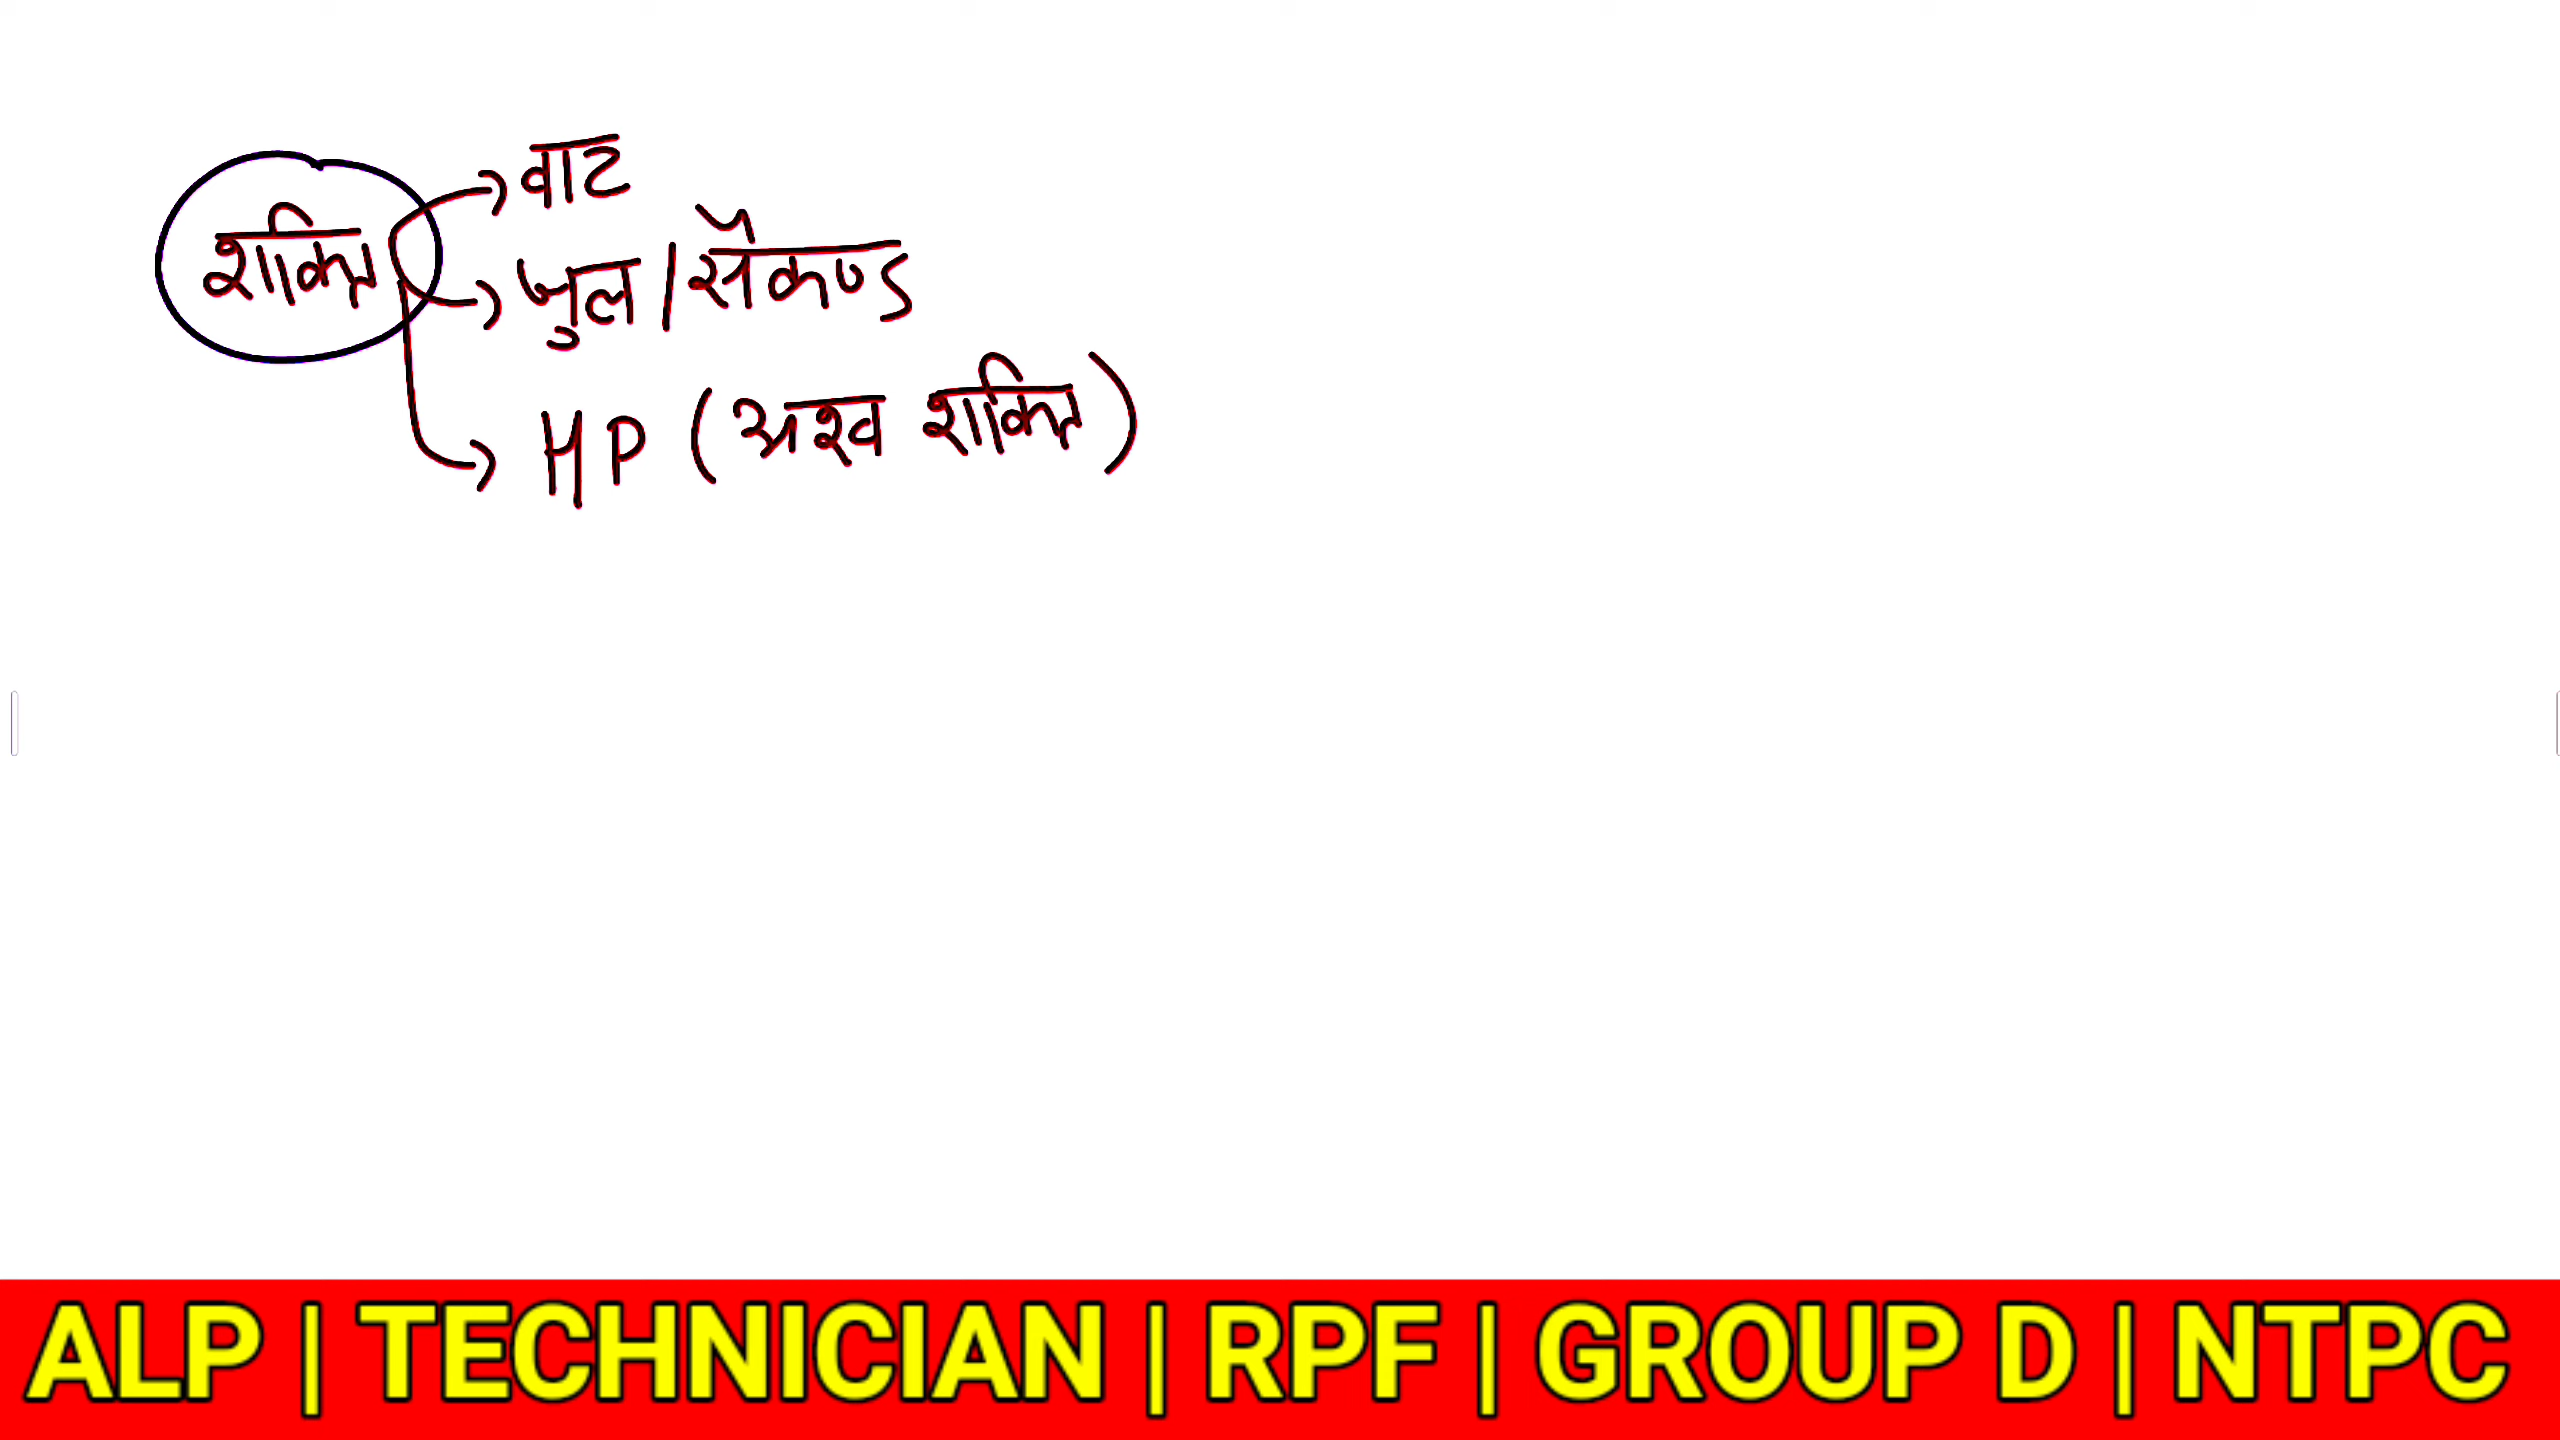 शक्ति
वाट
जुल / सैकण्ड
HP (अश्व शक्ति)
ALP | TECHNICIAN | RPF | GROUP D | NTPC